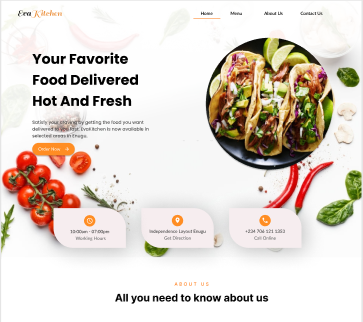 Eva Kitchen
Home Menu About Us Contact Us
Your Favorite
Food Delivered
Hot And Fresh
Satisfy your craving by getting the food you want
delivered to you fast. EvaKitchen is now available in
selected areas in Enugu.
Order Now
10:00am - 07:00pm
Working Hours
Independence Layout Enugu
Get Direction
+234 706 121 1353
Call Online
ABOUT US
All you need to know about us